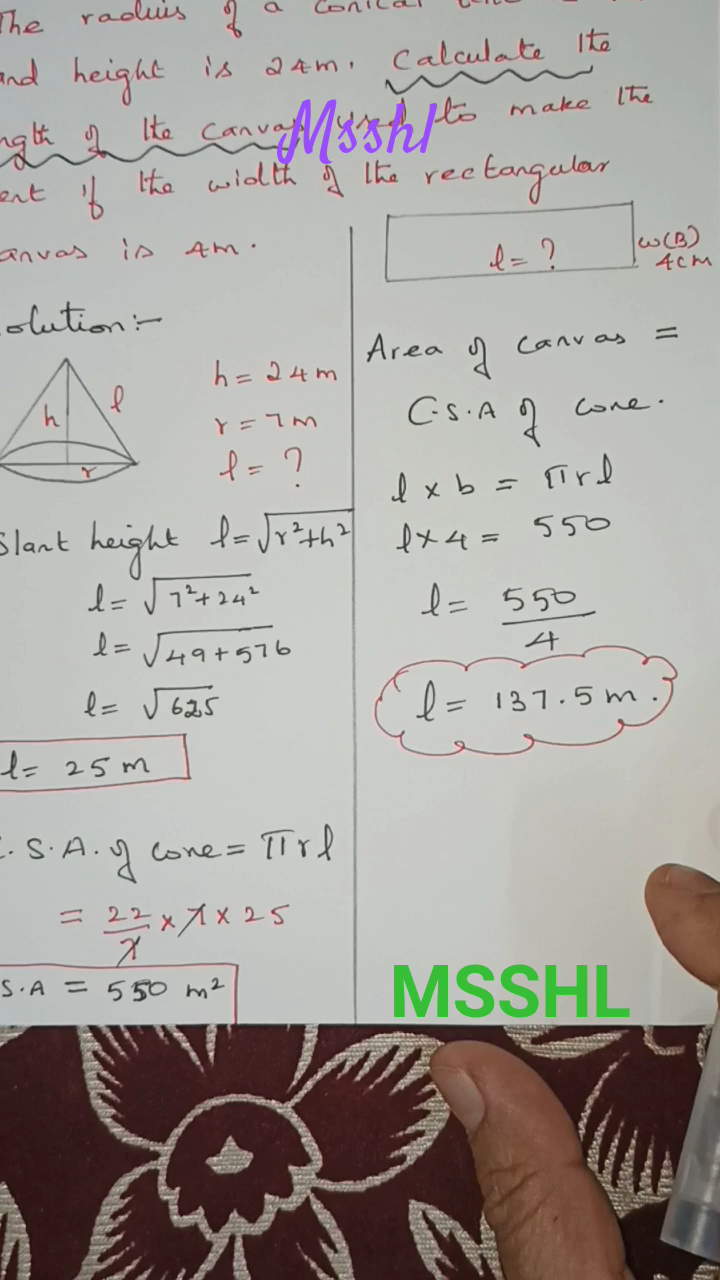 The radius of a conical
and height is 24m. Calculate the
ngth of the canvas used to make the
Msshl
ent if the width of the rectangular
anvas is 4m.
olution:-
h
l
r
h = 24m
r = 7m
l = ?
Slant height l = √r²+h²
l = √7²+24²
l = √49+576
l = √625
l = 25m
C.S.A. of cone = πrl
= 22/7 × 7 × 25
S.A = 550 m²
l = ?
w(B)
4cm
Area of canvas =
C.S.A of cone.
l × b = πrl
l × 4 = 550
l = 550/4
l = 137.5m.
MSSHL